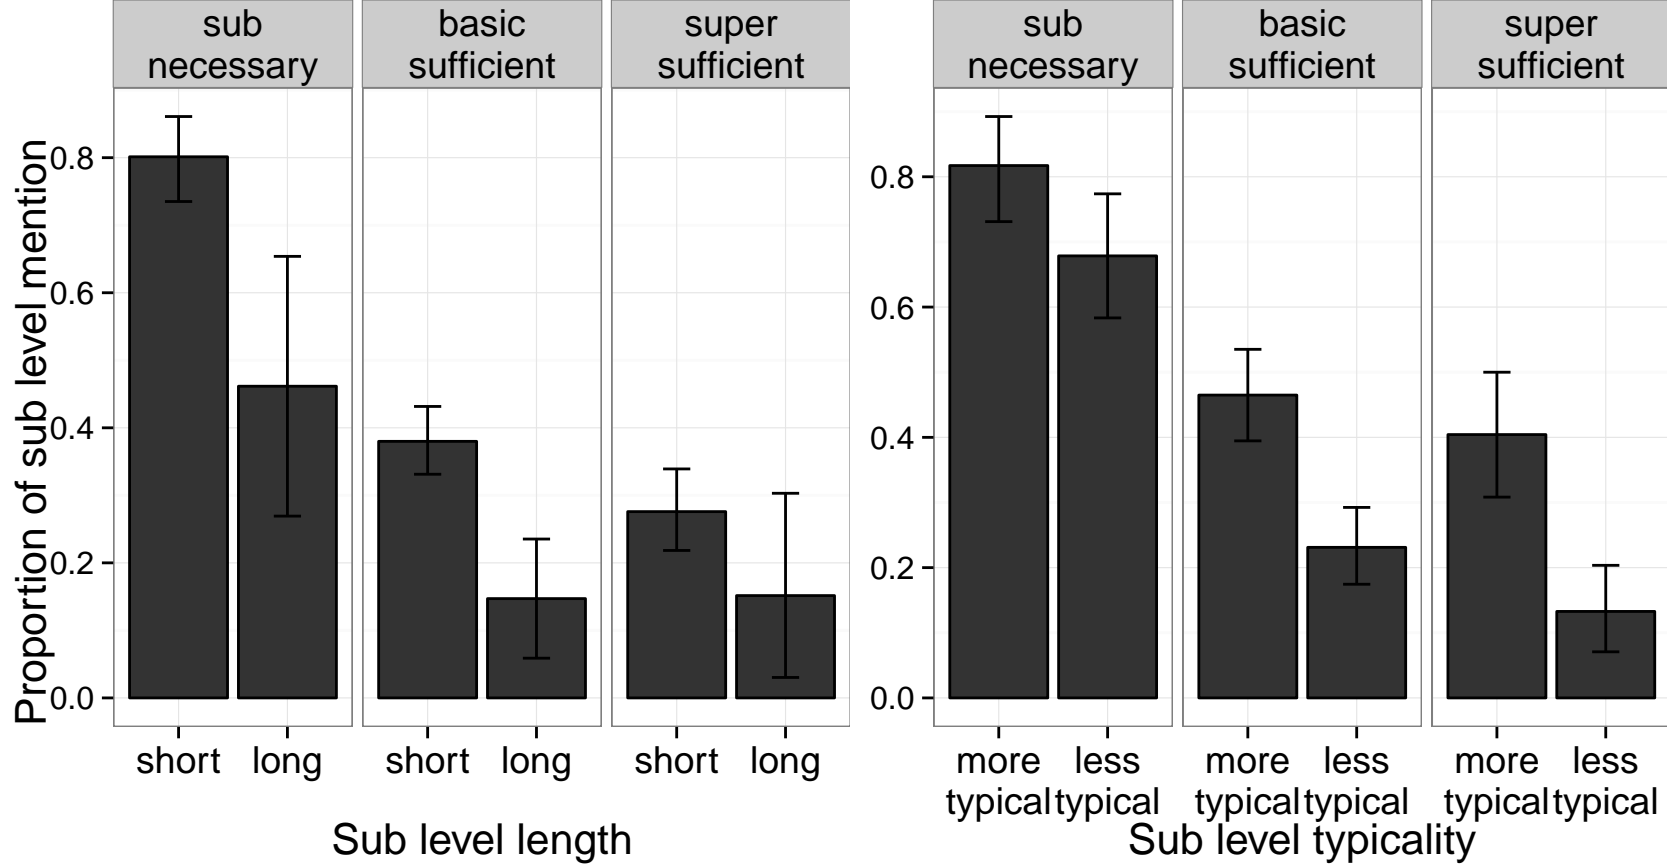 sub
necessary
basic
sufficient
super
sufficient
Proportion of sub level mention
0.8
0.6
0.4
0.2
0.0
short long
short long
short long
Sub level length
sub
necessary
basic
sufficient
super
sufficient
0.8
0.6
0.4
0.2
0.0
more less
typical typical
more less
typical typical
more less
typical typical
Sub level typicality